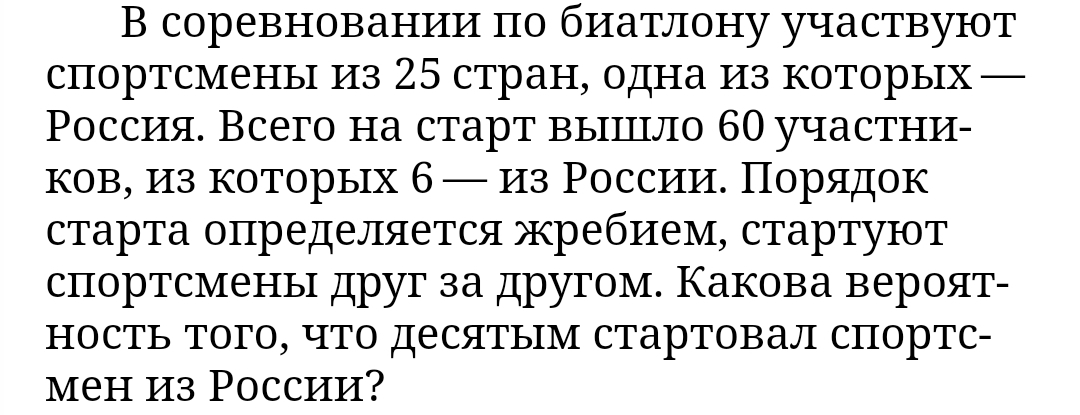 В соревновании по биатлону участвуют
спортсмены из 25 стран, одна из которых —
Россия. Всего на старт вышло 60 участни-
ков, из которых 6 — из России. Порядок
старта определяется жребием, стартуют
спортсмены друг за другом. Какова вероят-
ность того, что десятым стартовал спортс-
мен из России?